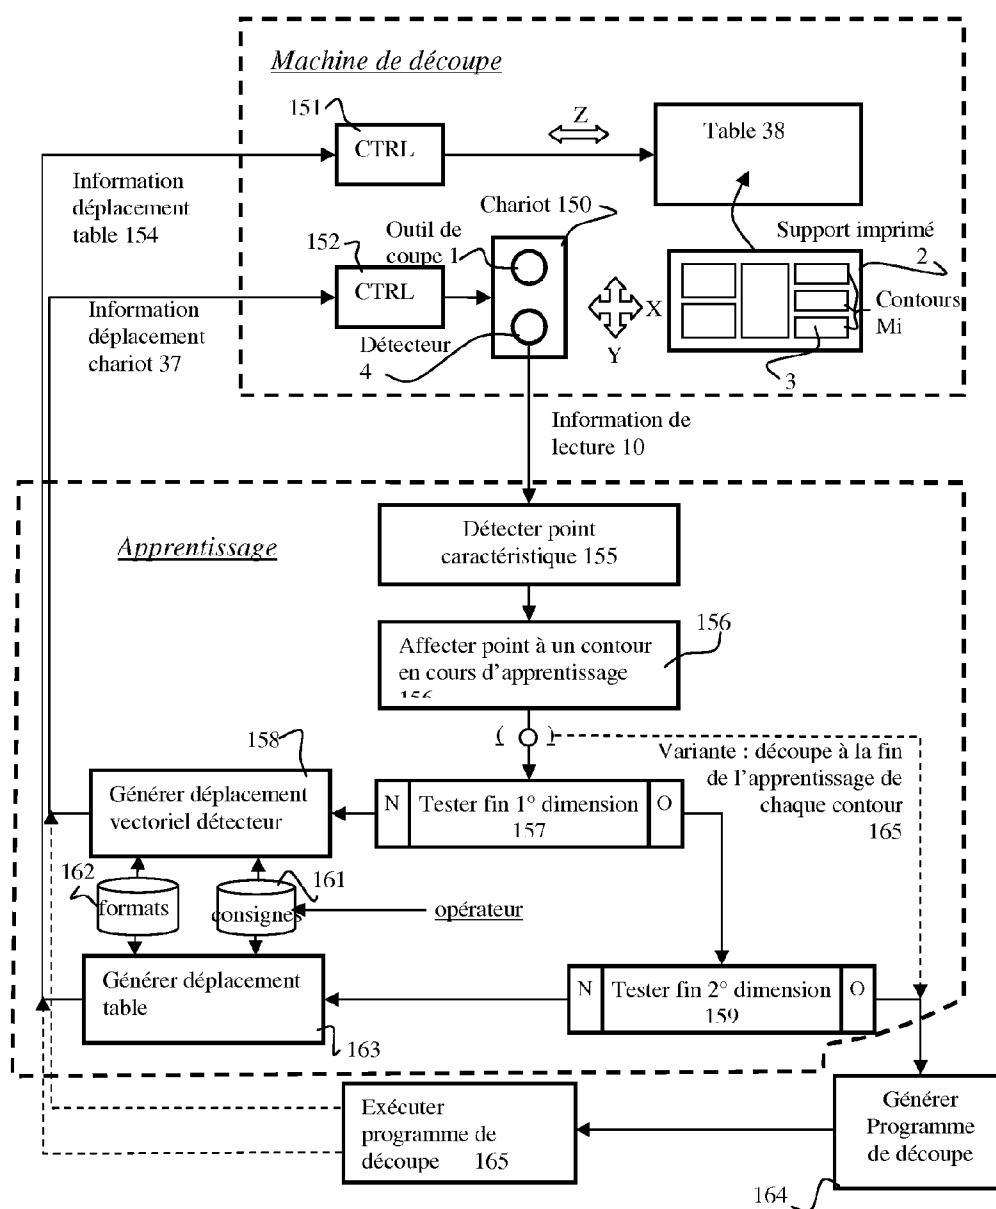 Machine de découpe
151
CTRL
Z
Table 38
Information
déplacement
table 154
Chariot 150
Outil de
coupe 1
152
CTRL
Support imprimé
2
X
Y
Contours
Mi
3
Information
déplacement
chariot 37
Détecteur
4
Information de
lecture 10
Apprentissage
Détecter point
caractéristique 155
Affecter point à un contour
en cours d’apprentissage
156
156
( )
Variante : découpe à la fin
de l’apprentissage de
chaque contour
165
158
Générer déplacement
vectoriel détecteur
N
Tester fin 1° dimension
157
O
162
formats
161
consignes
opérateur
Générer déplacement
table
163
N
Tester fin 2° dimension
159
O
Exécuter
programme de
découpe 165
Générer
Programme
de découpe
164